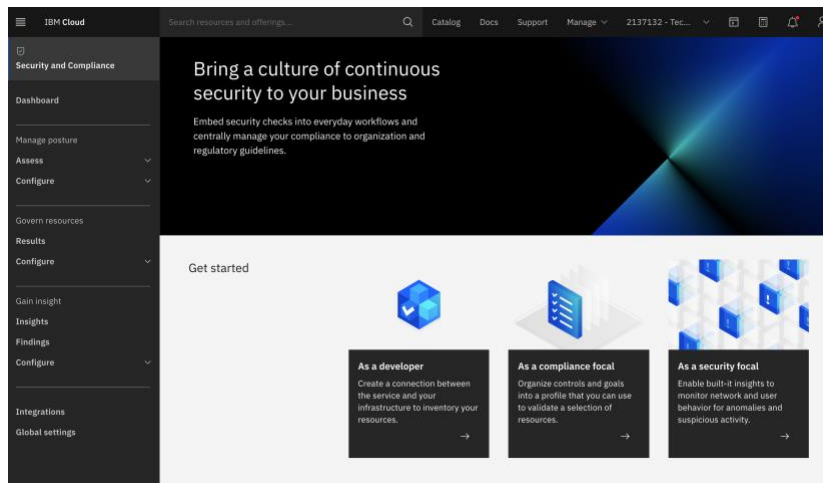 IBM Cloud
Search resources and offerings...
Catalog
Docs
Support
Manage
2137132 - Tec...
Security and Compliance
Dashboard
Manage posture
Assess
Configure
Govern resources
Results
Configure
Gain insight
Insights
Findings
Configure
Integrations
Global settings
Bring a culture of continuous
security to your business
Embed security checks into everyday workflows and
centrally manage your compliance to organization and
regulatory guidelines.
Get started
As a developer
Create a connection between
the service and your
infrastructure to inventory your
resources.
As a compliance focal
Organize controls and goals
into a profile that you can use
to validate a selection of
resources.
As a security focal
Enable built-it insights to
monitor network and user
behavior for anomalies and
suspicious activity.